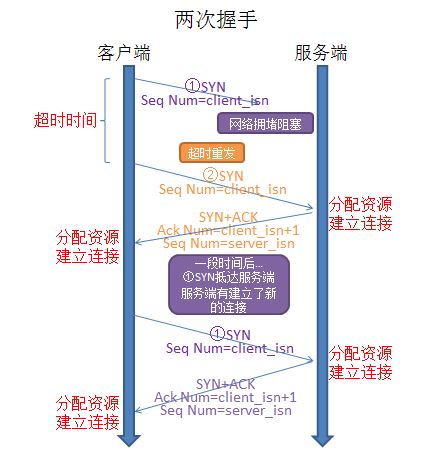 两次握手
客户端
服务端
①SYN
Seq Num=client_isn
网络拥堵阻塞
超时时间
超时重发
②SYN
Seq Num=client_isn
分配资源
建立连接
SYN+ACK
Ack Num=client_isn+1
Seq Num=server_isn
分配资源
建立连接
一段时间后...
①SYN抵达服务端
服务端有建立了新
的连接
①SYN
Seq Num=client_isn
分配资源
建立连接
SYN+ACK
Ack Num=client_isn+1
Seq Num=server_isn
分配资源
建立连接